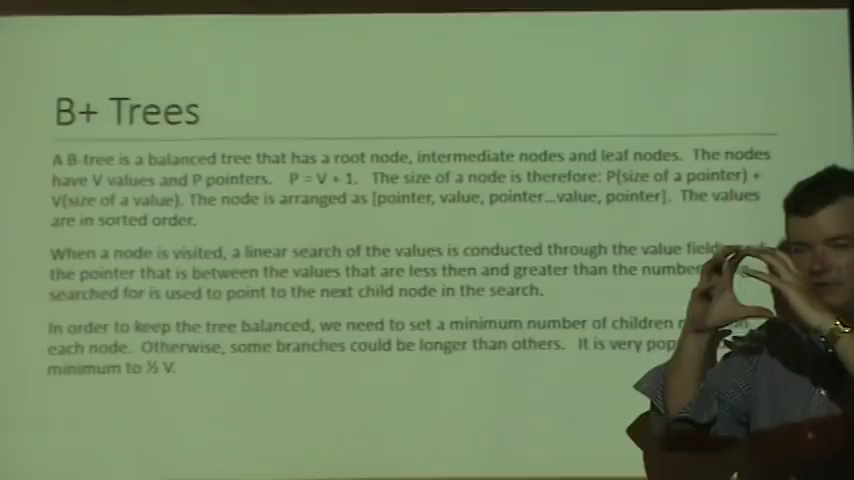 B+ Trees
A B-tree is a balanced tree that has a root node, intermediate nodes and leaf nodes. The nodes
have V values and P pointers. P = V + 1. The size of a node is therefore: P(size of a pointer) +
V(size of a value). The node is arranged as [pointer, value, pointer...value, pointer]. The values
are in sorted order.
When a node is visited, a linear search of the values is conducted through the value
the pointer that is between the values that are less then and greater than the number
searched for is used to point to the next child node in the search.
In order to keep the tree balanced, we need to set a minimum number of children
each node. Otherwise, some branches could be longer than others. It is very
minimum to ½ V.